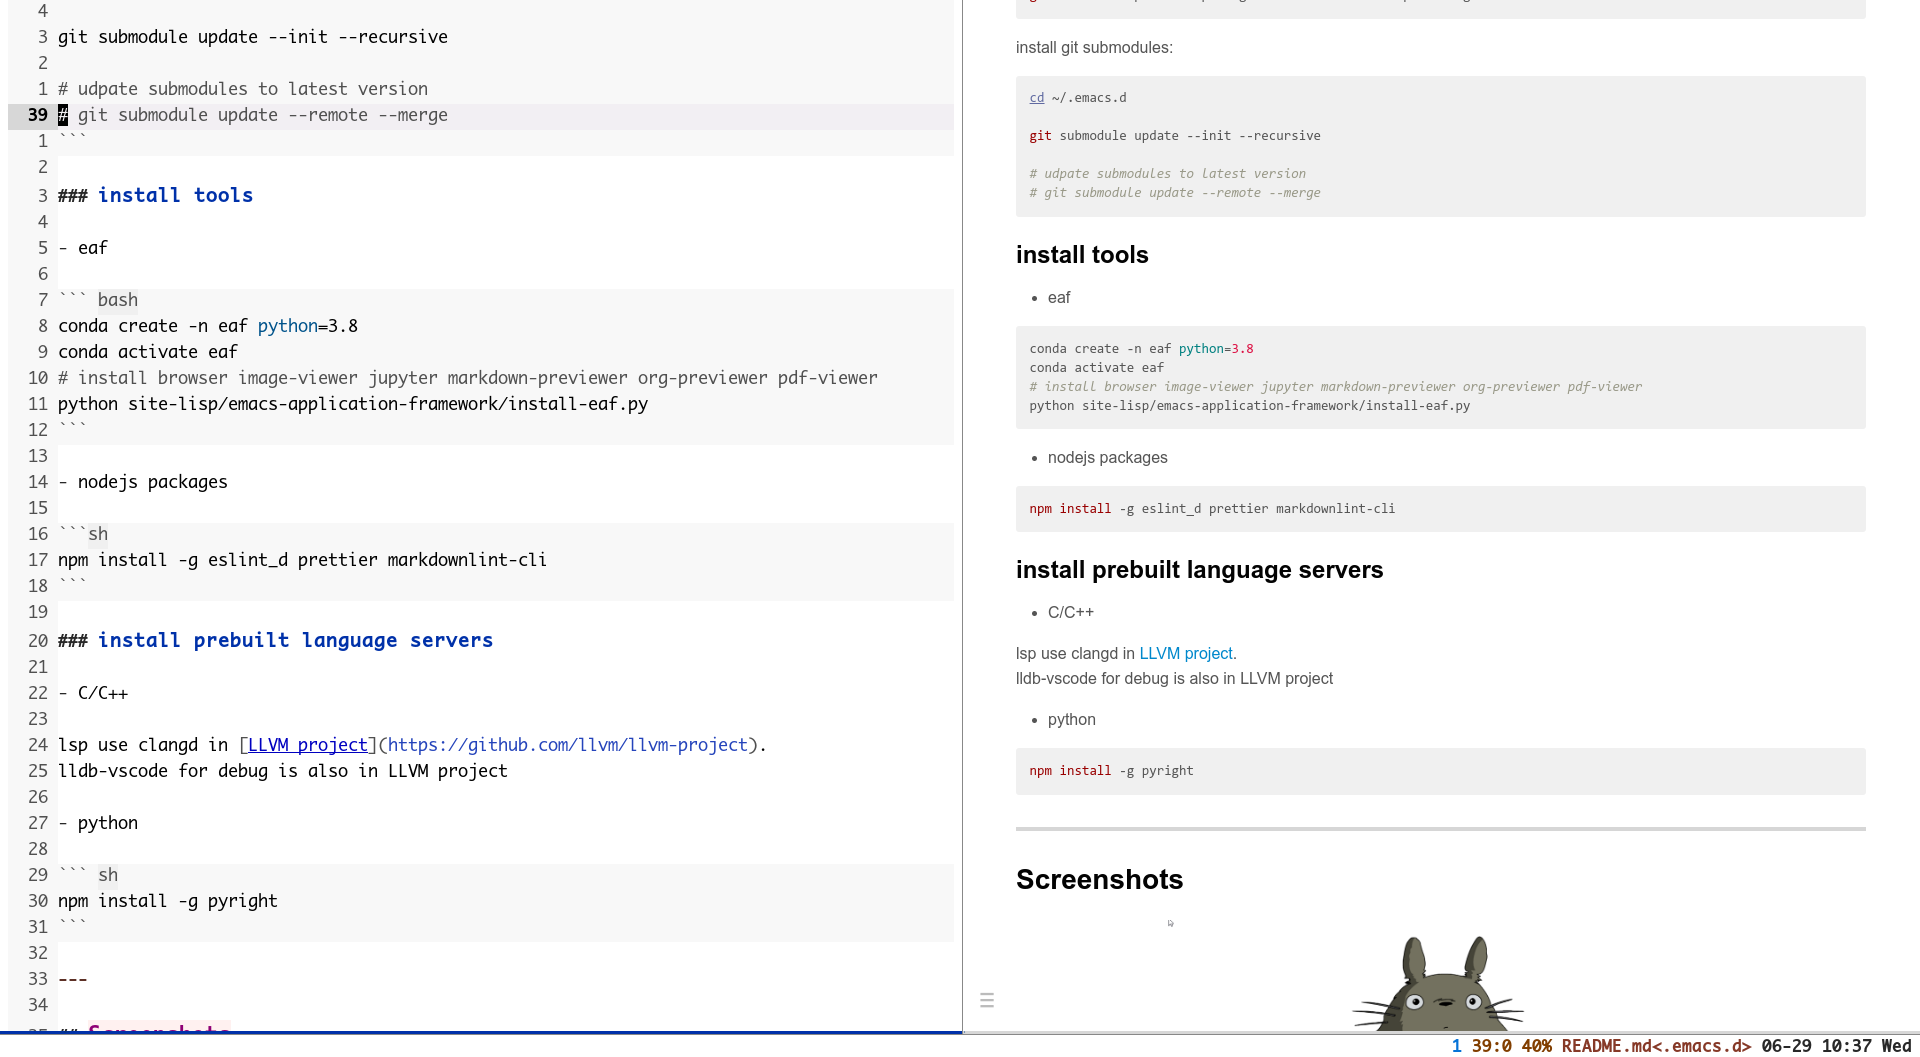 4
3 git submodule update --init --recursive
2
1 # udpate submodules to latest version
39 # git submodule update --remote --merge
1 ```
2
3 ### install tools
4
5 - eaf
6
7 ``` bash
8 conda create -n eaf python=3.8
9 conda activate eaf
10 # install browser image-viewer jupyter markdown-previewer org-previewer pdf-viewer
11 python site-lisp/emacs-application-framework/install-eaf.py
12 ```
13
14 - nodejs packages
15
16 ```sh
17 npm install -g eslint_d prettier markdownlint-cli
18 ```
19
20 ### install prebuilt language servers
21
22 - C/C++
23
24 lsp use clangd in [LLVM project](https://github.com/llvm/llvm-project).
25 lldb-vscode for debug is also in LLVM project
26
27 - python
28
29 ``` sh
30 npm install -g pyright
31 ```
32
33 ---
34
35 ## Screenshots
install git submodules:
cd ~/.emacs.d
git submodule update --init --recursive
# udpate submodules to latest version
# git submodule update --remote --merge
install tools
• eaf
conda create -n eaf python=3.8
conda activate eaf
# install browser image-viewer jupyter markdown-previewer org-previewer pdf-viewer
python site-lisp/emacs-application-framework/install-eaf.py
• nodejs packages
npm install -g eslint_d prettier markdownlint-cli
install prebuilt language servers
• C/C++
lsp use clangd in LLVM project.
lldb-vscode for debug is also in LLVM project
• python
npm install -g pyright
Screenshots
1 39:0 40% README.md<.emacs.d> 06-29 10:37 Wed